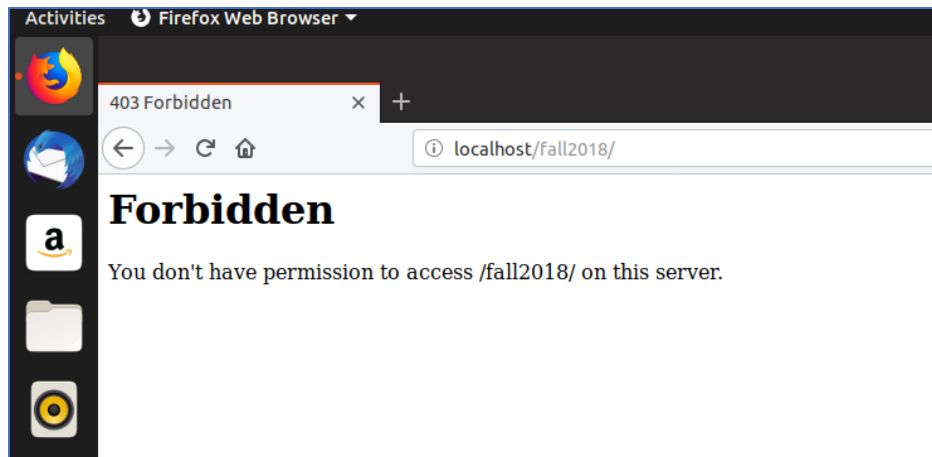 Activities Firefox Web Browser
403 Forbidden
localhost/fall2018/
Forbidden
You don't have permission to access /fall2018/ on this server.
a